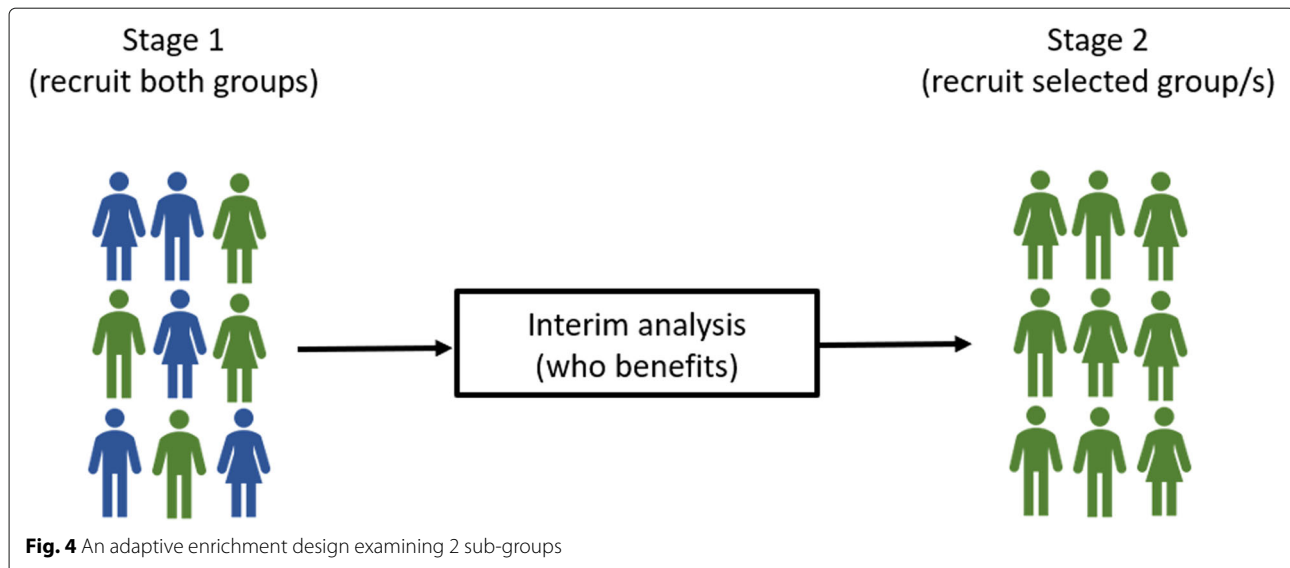 Stage 1
(recruit both groups)
Stage 2
(recruit selected group/s)
Interim analysis
(who benefits)
Fig. 4 An adaptive enrichment design examining 2 sub-groups